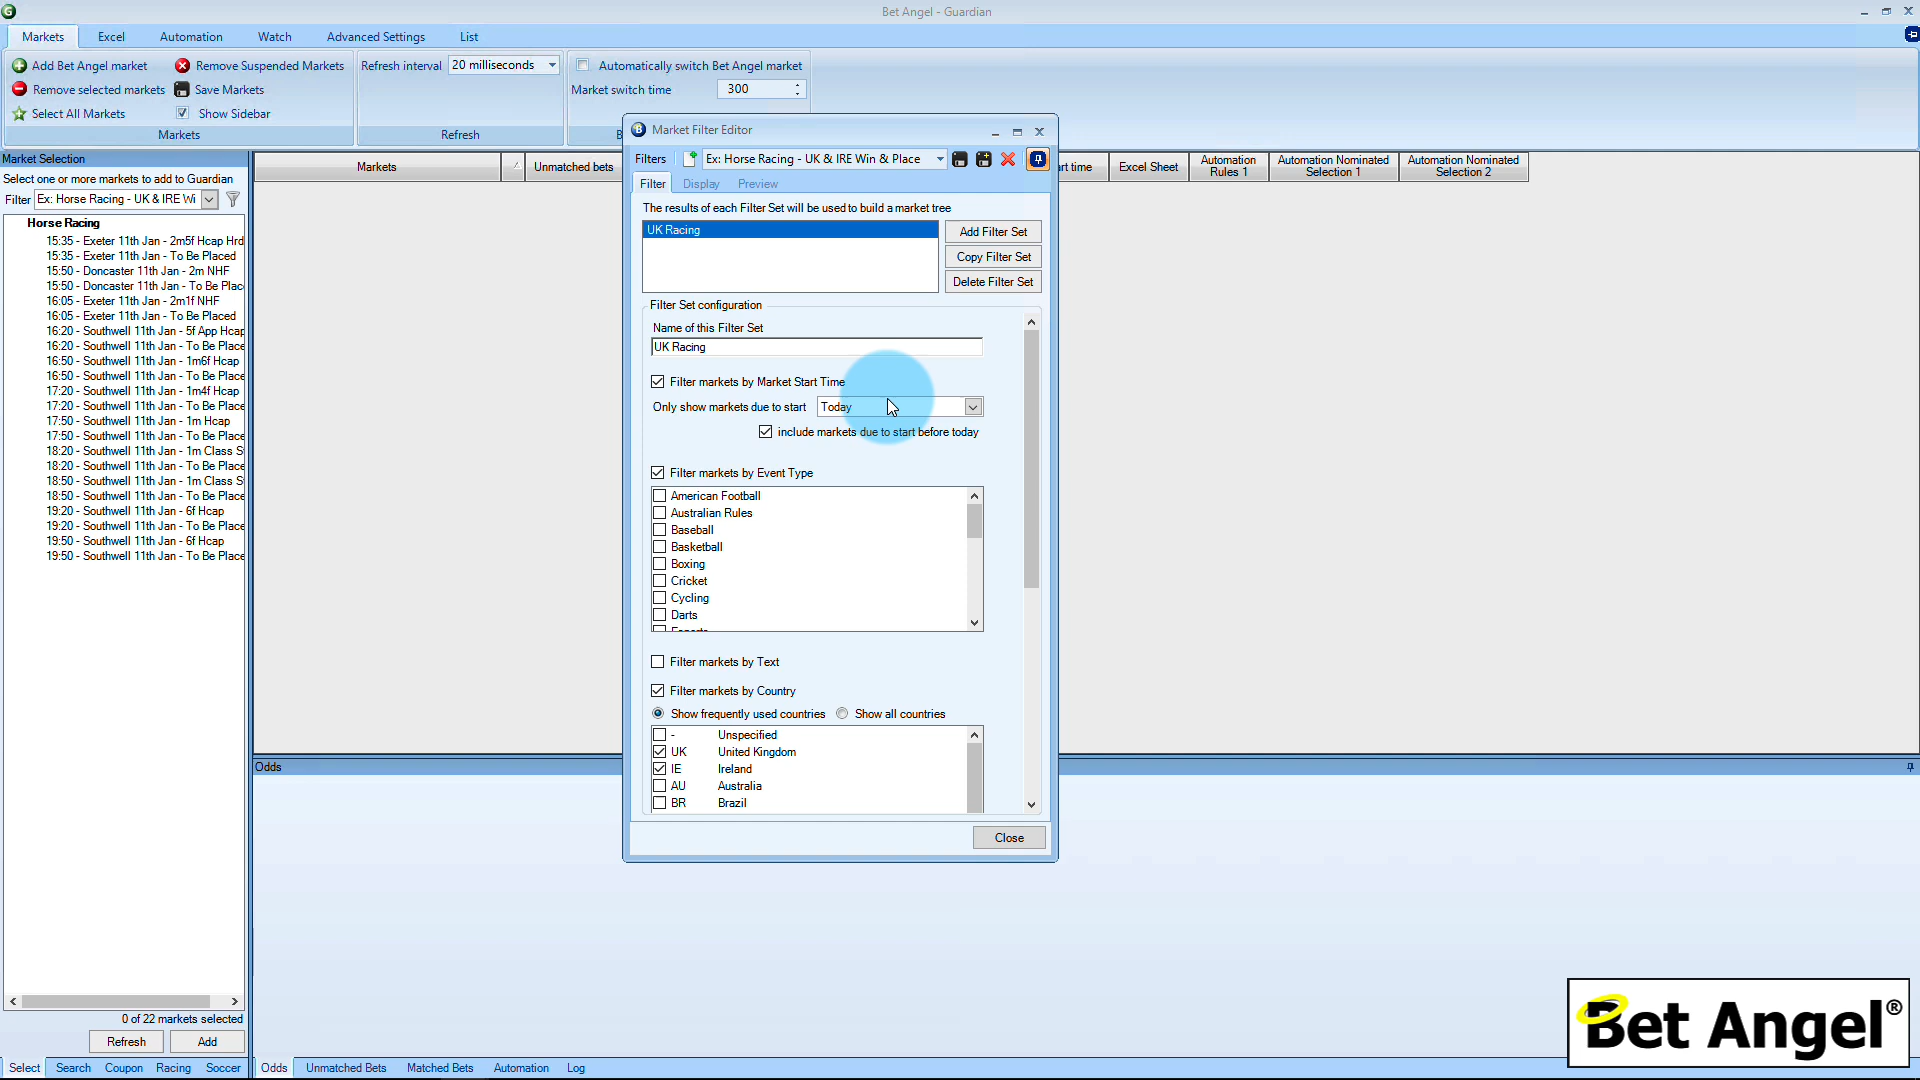 Bet Angel - Guardian
Markets Excel Automation Watch Advanced Settings List
Add Bet Angel market Remove Suspended Markets Refresh interval 20 milliseconds Automatically switch Bet Angel market
Remove selected markets Save Markets Market switch time 300
Select All Markets Show Sidebar
Markets Refresh B
Market Selection
Select one or more markets to add to Guardian
Filter Ex: Horse Racing - UK & IRE Wi
Horse Racing
15:35 - Exeter 11th Jan - 2m5f Hcap Hrd
15:35 - Exeter 11th Jan - To Be Placed
15:50 - Doncaster 11th Jan - 2m NHF
15:50 - Doncaster 11th Jan - To Be Plac
16:05 - Exeter 11th Jan - 2m1f NHF
16:05 - Exeter 11th Jan - To Be Placed
16:20 - Southwell 11th Jan - 5f App Hcap
16:20 - Southwell 11th Jan - To Be Place
16:50 - Southwell 11th Jan - 1m6f Hcap
16:50 - Southwell 11th Jan - To Be Place
17:20 - Southwell 11th Jan - 1m4f Hcap
17:20 - Southwell 11th Jan - To Be Place
17:50 - Southwell 11th Jan - 1m Hcap
17:50 - Southwell 11th Jan - To Be Place
18:20 - Southwell 11th Jan - 1m Class S
18:20 - Southwell 11th Jan - To Be Place
18:50 - Southwell 11th Jan - 1m Class S
18:50 - Southwell 11th Jan - To Be Place
19:20 - Southwell 11th Jan - 6f Hcap
19:20 - Southwell 11th Jan - To Be Place
19:50 - Southwell 11th Jan - 6f Hcap
19:50 - Southwell 11th Jan - To Be Place
0 of 22 markets selected
Refresh Add
Select Search Coupon Racing Soccer
Markets Unmatched bets rt time Excel Sheet Automation Rules 1 Automation Nominated Selection 1 Automation Nominated Selection 2
Market Filter Editor
Filters Ex: Horse Racing - UK & IRE Win & Place
Filter Display Preview
The results of each Filter Set will be used to build a market tree
UK Racing
Add Filter Set
Copy Filter Set
Delete Filter Set
Filter Set configuration
Name of this Filter Set
UK Racing
Filter markets by Market Start Time
Only show markets due to start Today
include markets due to start before today
Filter markets by Event Type
American Football
Australian Rules
Baseball
Basketball
Boxing
Cricket
Cycling
Darts
Filter markets by Text
Filter markets by Country
Show frequently used countries Show all countries
- Unspecified
UK United Kingdom
IE Ireland
AU Australia
BR Brazil
Close
Odds
Odds Unmatched Bets Matched Bets Automation Log
Bet Angel®